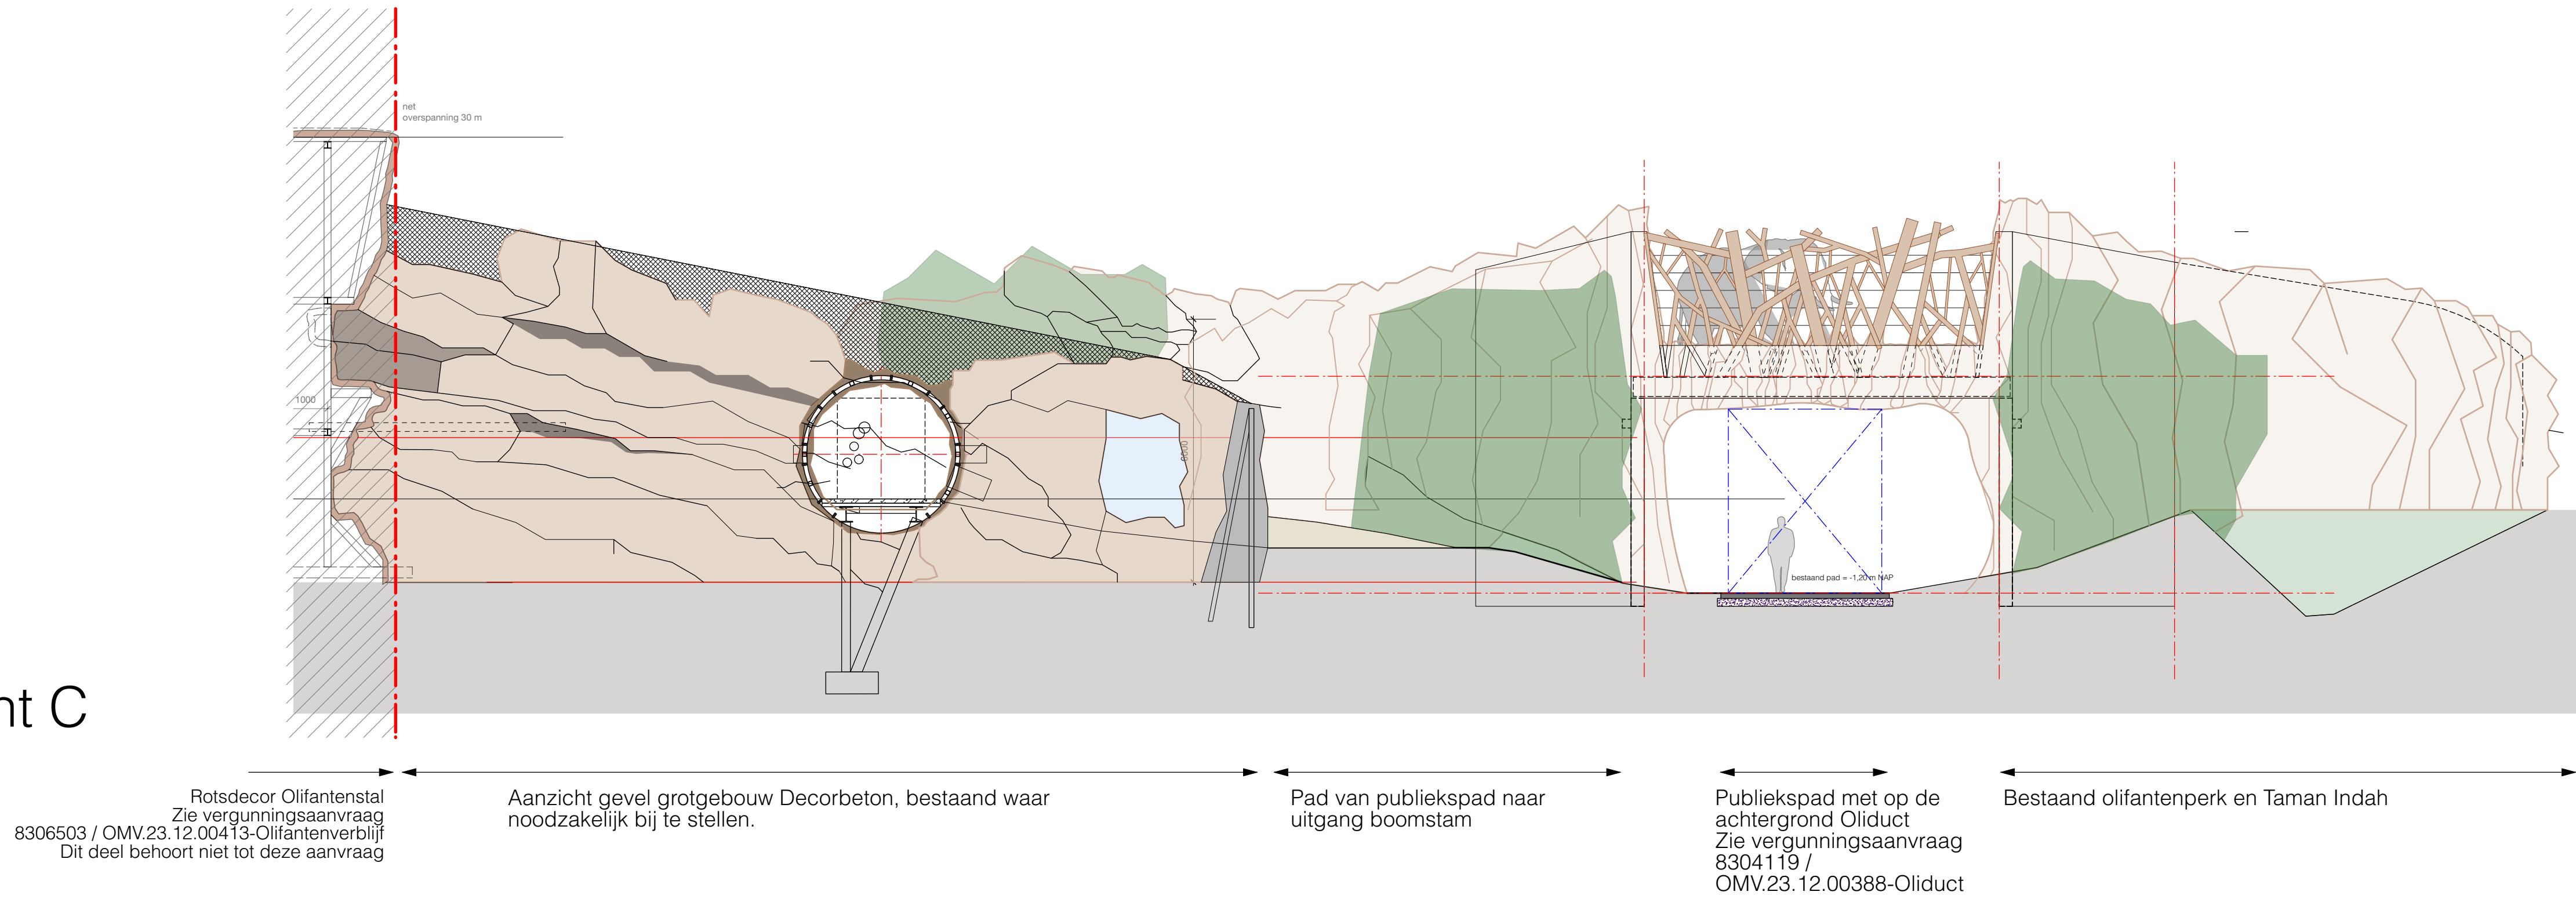 net
overspanning 30 m
1000
6000
bestaand pad = -1,20 m NAP
nt C
Rotsdecor Olifantenstal
Zie vergunningsaanvraag
8306503 / OMV.23.12.00413-Olifantenverblijf
Dit deel behoort niet tot deze aanvraag
Aanzicht gevel grotgebouw Decorbeton, bestaand waar
noodzakelijk bij te stellen.
Pad van publiekspad naar
uitgang boomstam
Publiekspad met op de
achtergrond Oliduct
Zie vergunningsaanvraag
8304119 /
OMV.23.12.00388-Oliduct
Bestaand olifantenperk en Taman Indah